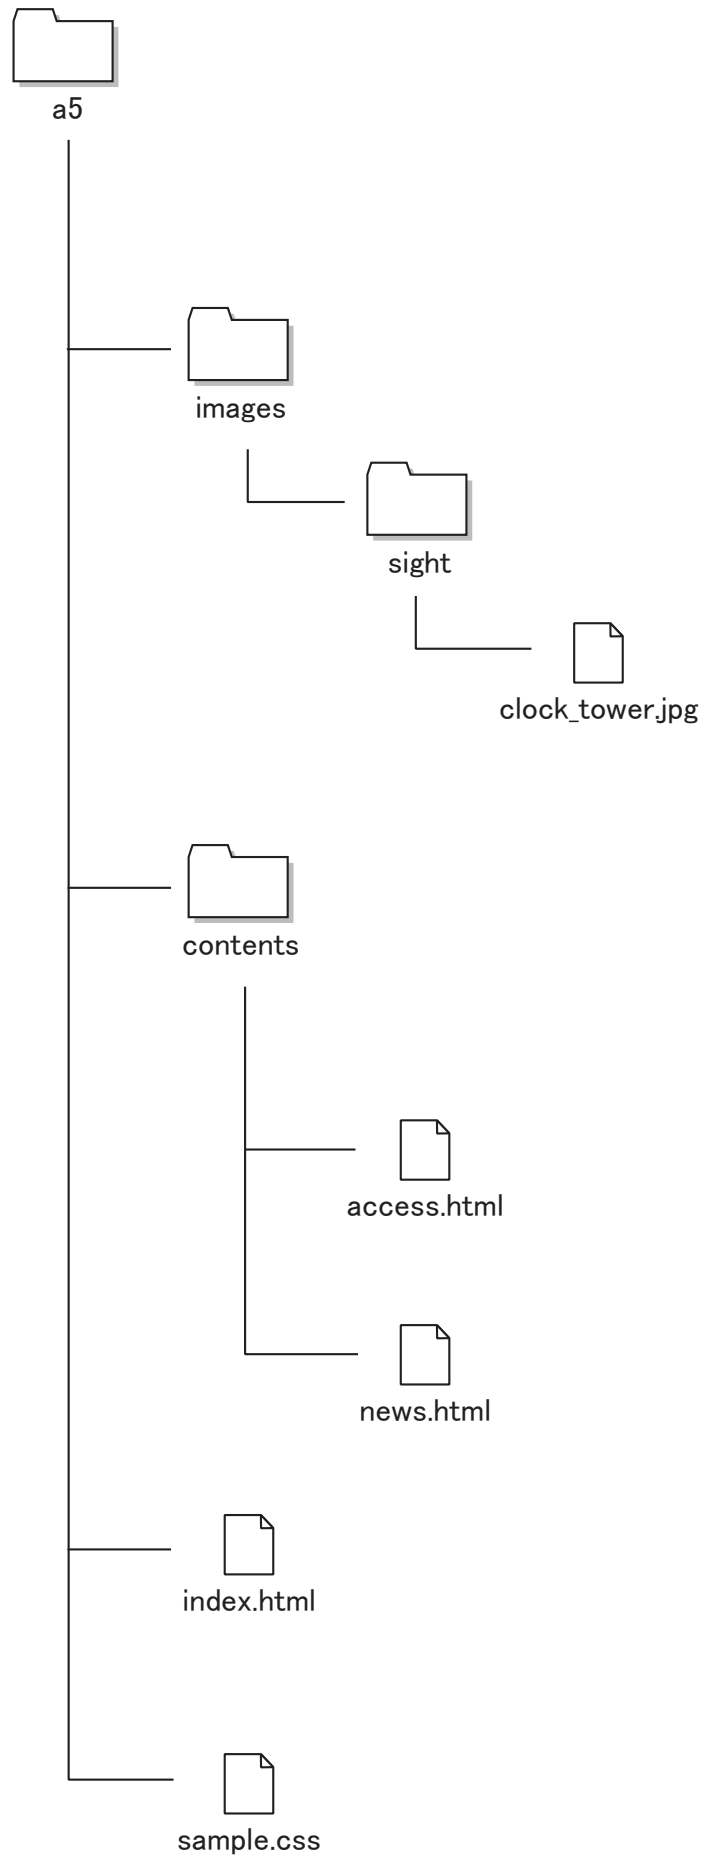 a5
images
sight
clock_tower.jpg
contents
access.html
news.html
index.html
sample.css